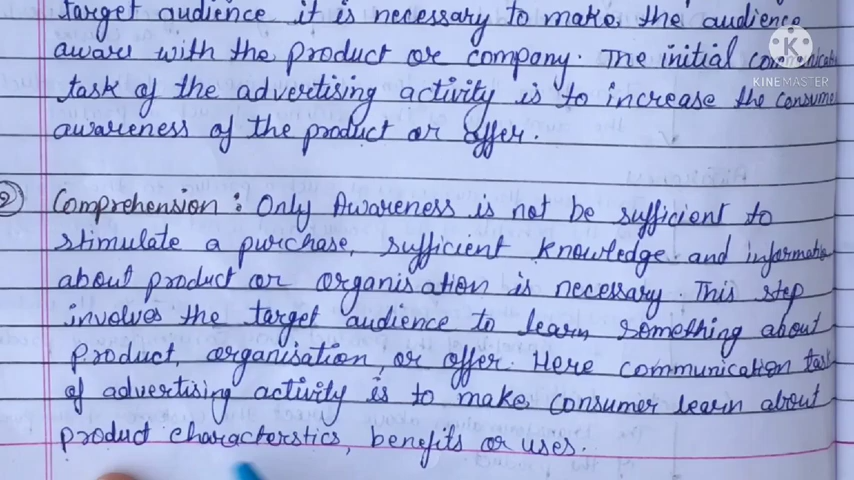 target audience it is necessary to make the audience
aware with the product or company. The initial communicati
KINEMASTER
task of the advertising activity is to increase the consumer
awareness of the product or offer.
② Comprehension : Only Awareness is not be sufficient to
stimulate a purchase, sufficient knowledge and informatio
about product or organisation is necessary. This step
involves the target audience to learn something about
product, organisation, or offer. Here communication task
of advertising activity is to make consumer learn about
product characterstics, benefits or uses.